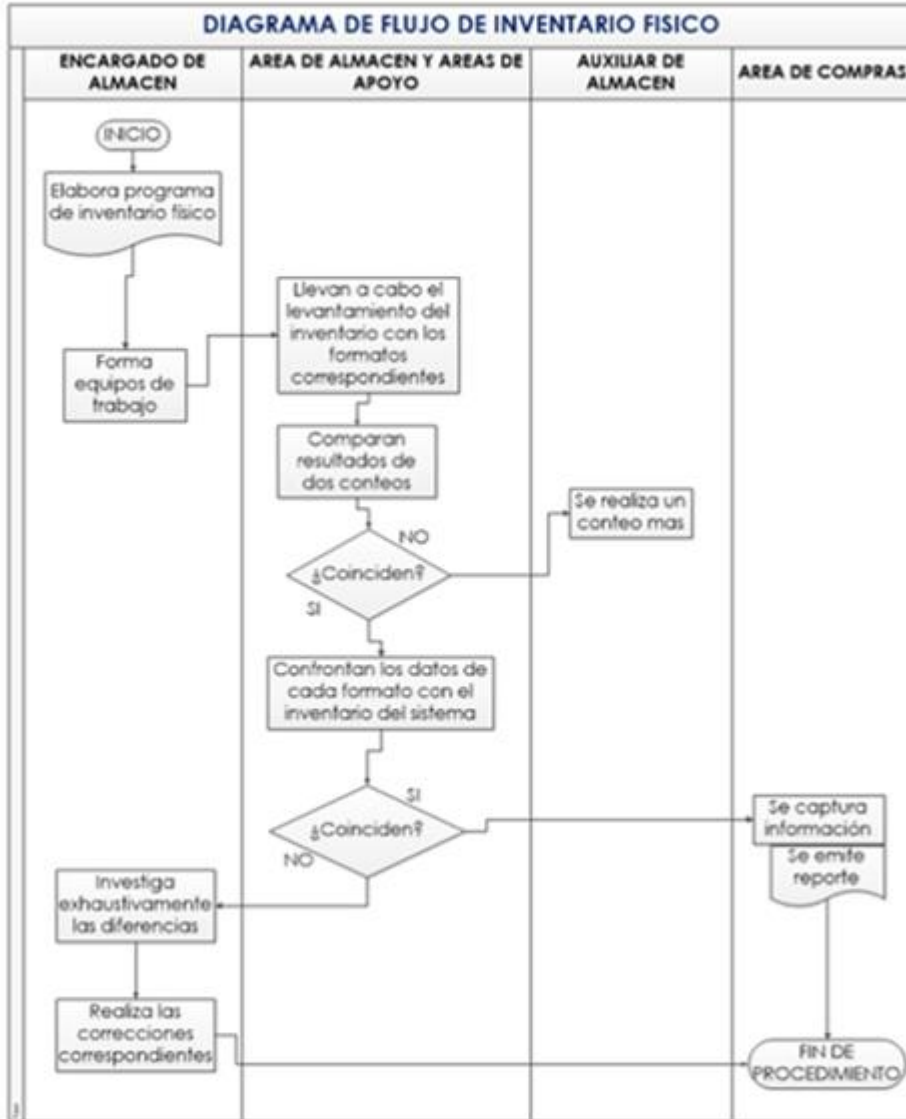 DIAGRAMA DE FLUJO DE INVENTARIO FISICO
ENCARGADO DE
ALMACEN
AREA DE ALMACEN Y AREAS DE
APOYO
AUXILIAR DE
ALMACEN
AREA DE COMPRAS
INICIO
Elabora programa
de inventario físico
Forma
equipos de
trabajo
Llevan a cabo el
levantamiento del
inventario con los
formatos
correspondientes
Comparan
resultados de
dos conteos
NO
Se realiza un
conteo mas
¿Coinciden?
SI
Confrontan los datos de
cada formato con el
inventario del sistema
SI
¿Coinciden?
NO
Se captura
información
Se emite
reporte
Investiga
exhaustivamente
las diferencias
Realiza las
correcciones
correspondientes
FIN DE
PROCEDIMIENTO